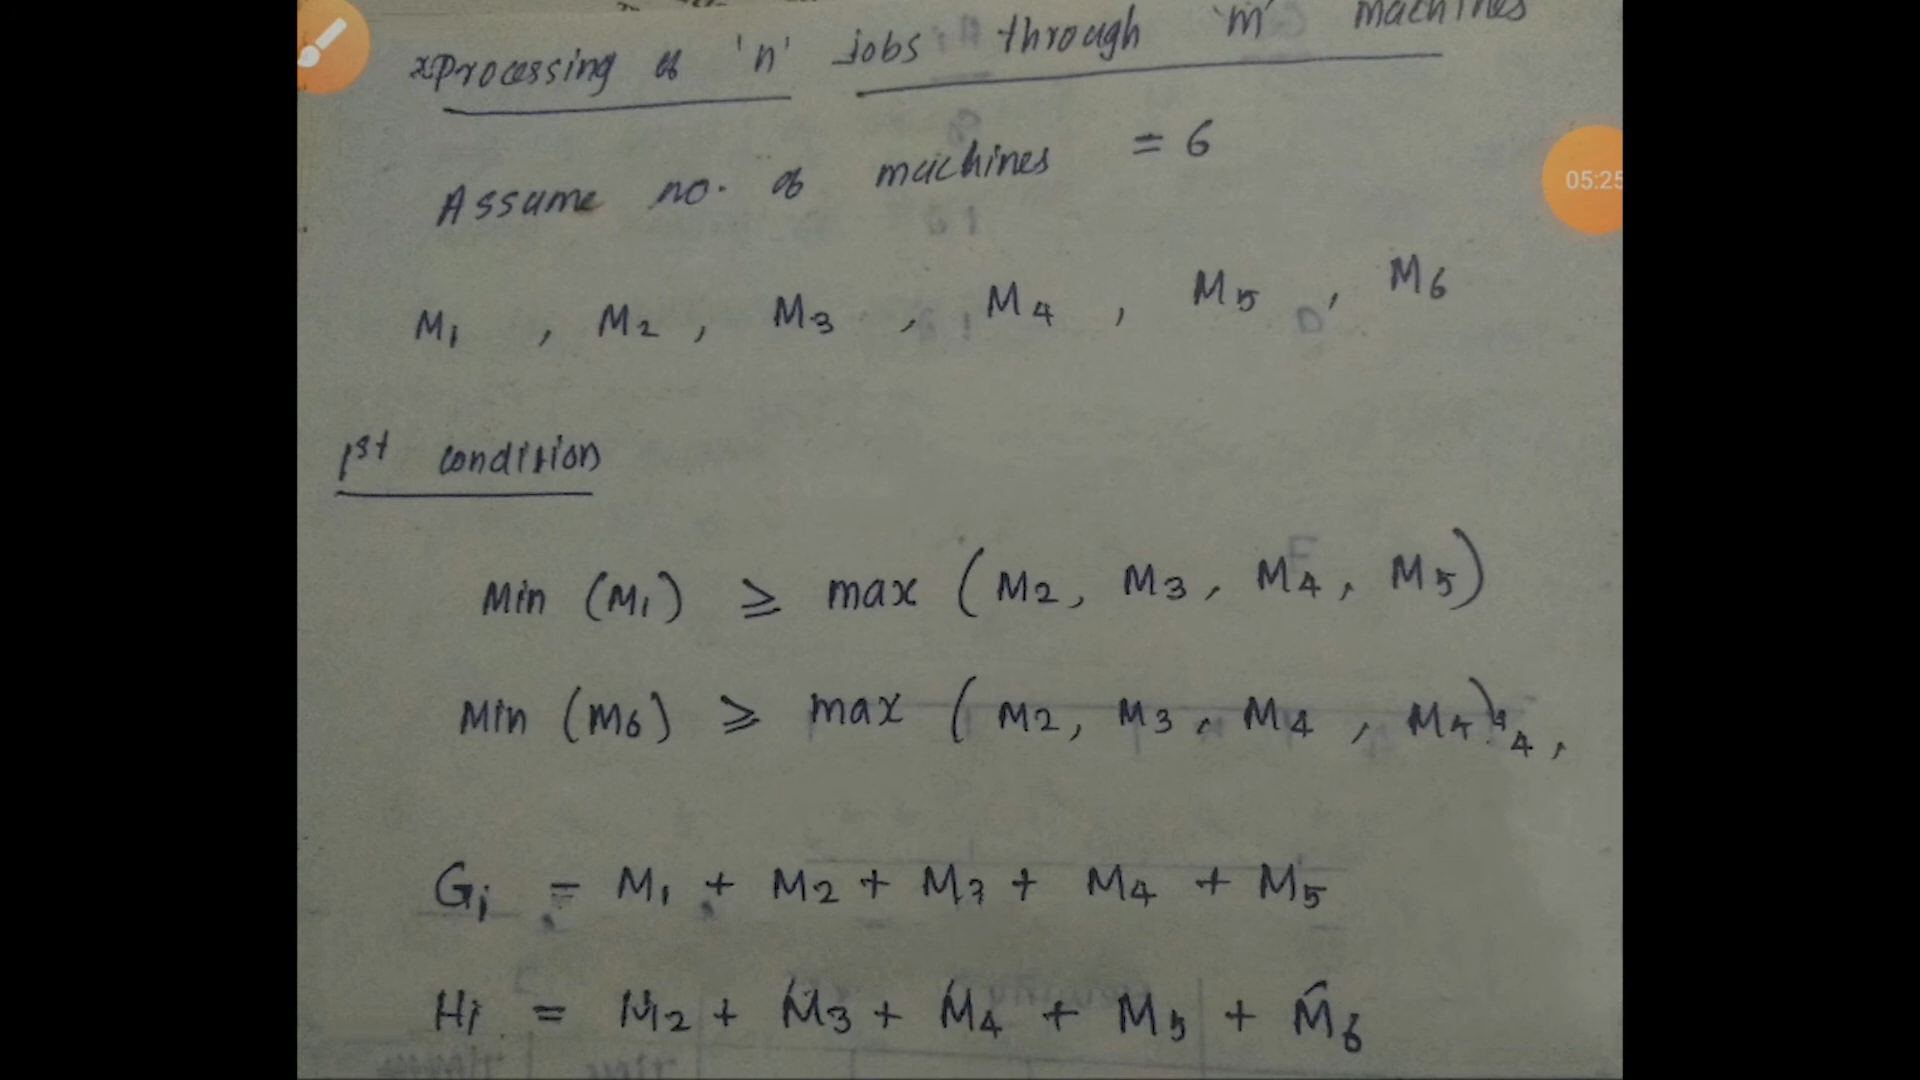 Processing of 'n' jobs through 'm' machines
05:25
Assume no. of machines = 6
M1 , M2 , M3 , M4 , M5 , M6
1st condition
Min (M1) ≥ max (M2, M3, M4, M5)
Min (M6) ≥ max (M2, M3, M4,
Gi = M1 + M2 + M3 + M4 + M5
Hi = M2 + M3 + M4 + M5 + M6